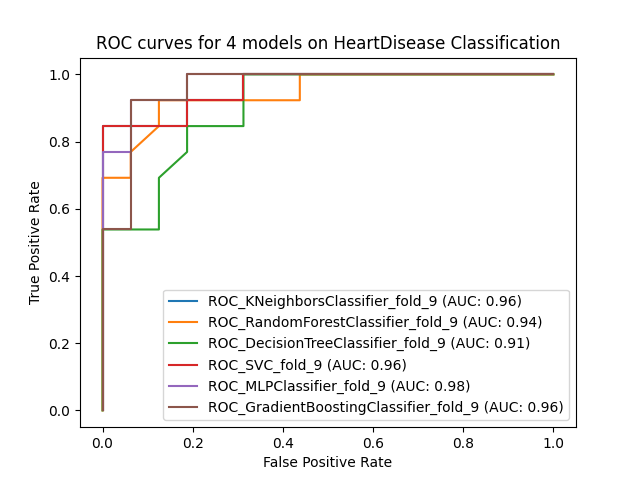 ROC curves for 4 models on HeartDisease Classification
True Positive Rate
1.0
0.8
0.6
0.4
0.2
0.0
ROC_KNeighborsClassifier_fold_9 (AUC: 0.96)
ROC_RandomForestClassifier_fold_9 (AUC: 0.94)
ROC_DecisionTreeClassifier_fold_9 (AUC: 0.91)
ROC_SVC_fold_9 (AUC: 0.96)
ROC_MLPClassifier_fold_9 (AUC: 0.98)
ROC_GradientBoostingClassifier_fold_9 (AUC: 0.96)
0.0 0.2 0.4 0.6 0.8 1.0
False Positive Rate